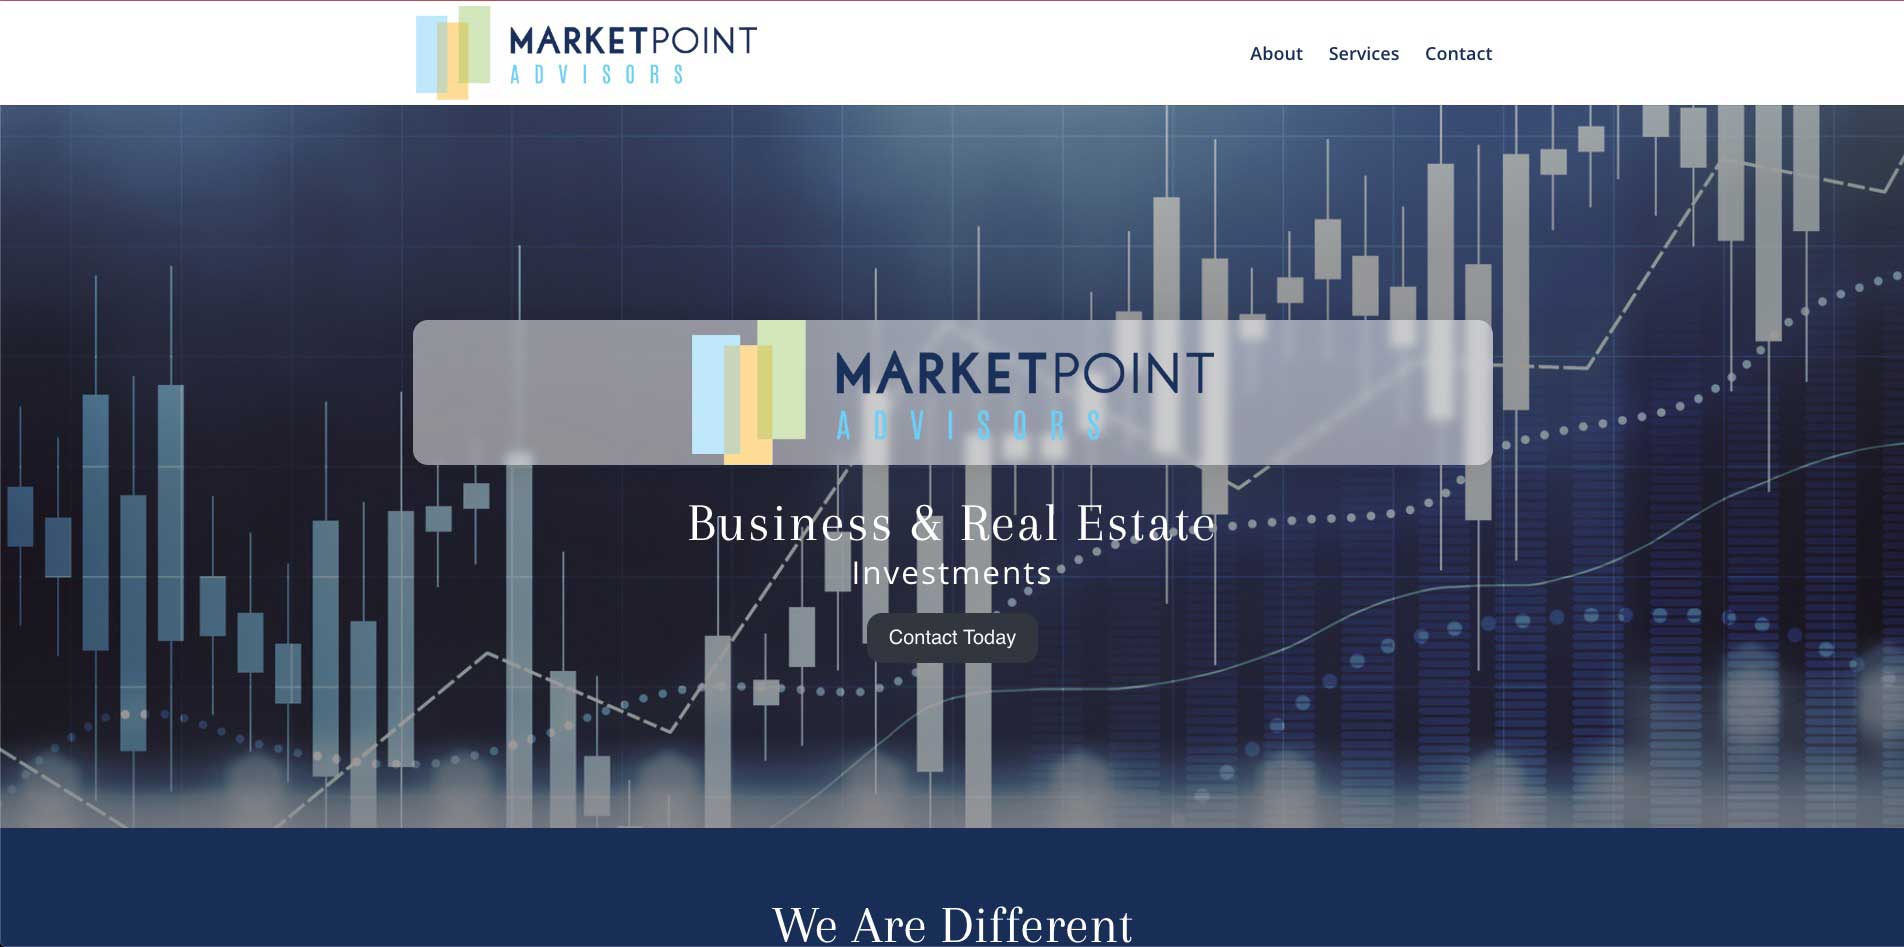 MARKETPOINT
ADVISORS
About Services Contact
MARKETPOINT
ADVISORS
Business & Real Estate
Investments
Contact Today
We Are Different